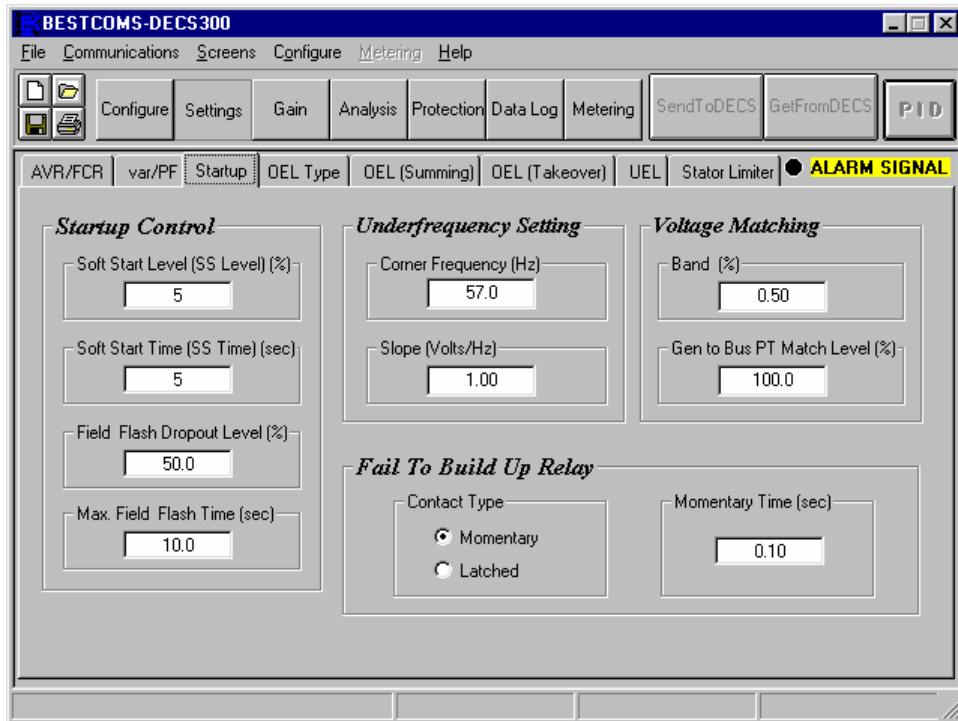 BESTCOMS-DECS300
File Communications Screens Configure Metering Help
Configure Settings Gain Analysis Protection Data Log Metering SendToDECS GetFromDECS PID
AVR/FCR var/PF Startup OEL Type OEL (Summing) OEL (Takeover) UEL Stator Limiter ALARM SIGNAL
Startup Control
Soft Start Level (SS Level) (%)
5
Soft Start Time (SS Time) (sec)
5
Field Flash Dropout Level (%)
50.0
Max. Field Flash Time (sec)
10.0
Underfrequency Setting
Corner Frequency (Hz)
57.0
Slope (Volts/Hz)
1.00
Voltage Matching
Band (%)
0.50
Gen to Bus PT Match Level (%)
100.0
Fail To Build Up Relay
Contact Type
Momentary
Latched
Momentary Time (sec)
0.10